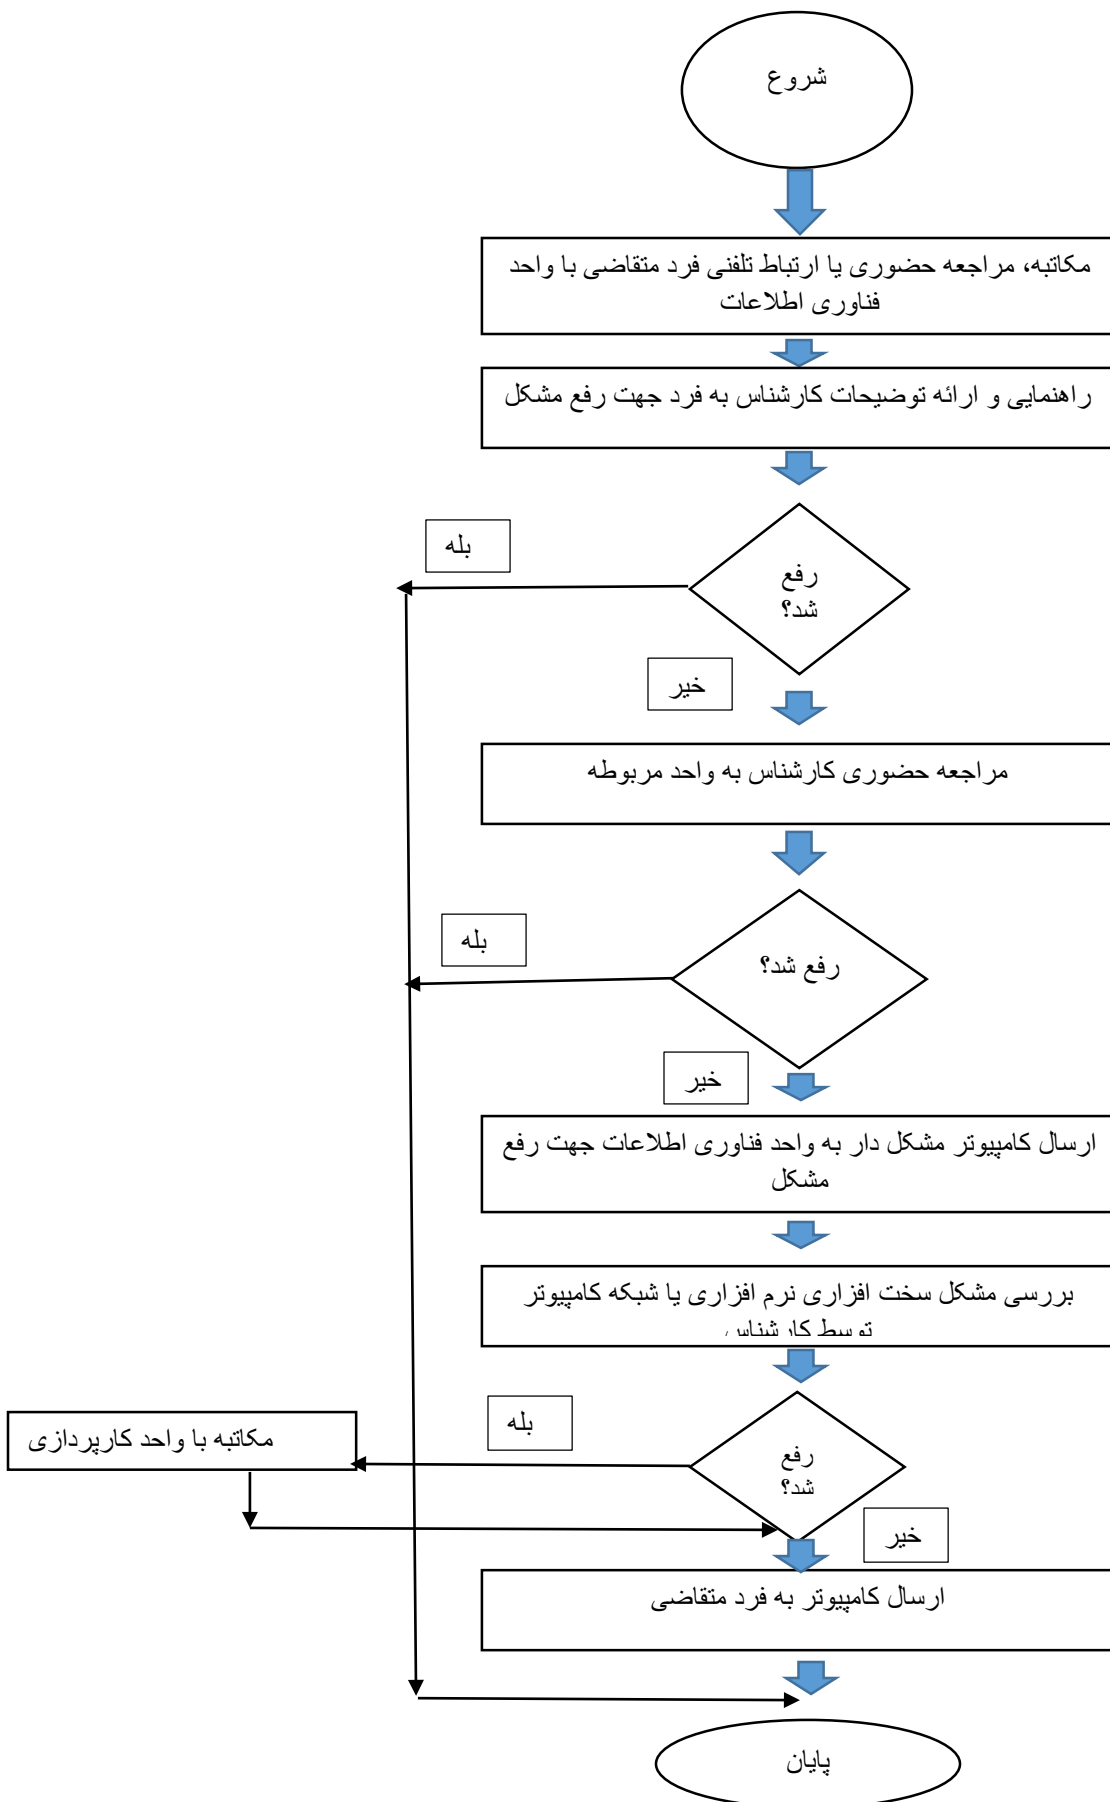 شروع
مکاتبه، مراجعه حضوری یا ارتباط تلفنی فرد متقاضی با واحد
فناوری اطلاعات
راهنمایی و ارائه توضیحات کارشناس به فرد جهت رفع مشکل
بله
رفع
شد؟
خیر
مراجعه حضوری کارشناس به واحد مربوطه
بله
رفع شد؟
خیر
ارسال کامپیوتر مشکل دار به واحد فناوری اطلاعات جهت رفع
مشکل
بررسی مشکل سخت افزاری نرم افزاری یا شبکه کامپیوتر
توسط کارشناس
بله
مکاتبه با واحد کارپردازی
رفع
شد؟
خیر
ارسال کامپیوتر به فرد متقاضی
پایان